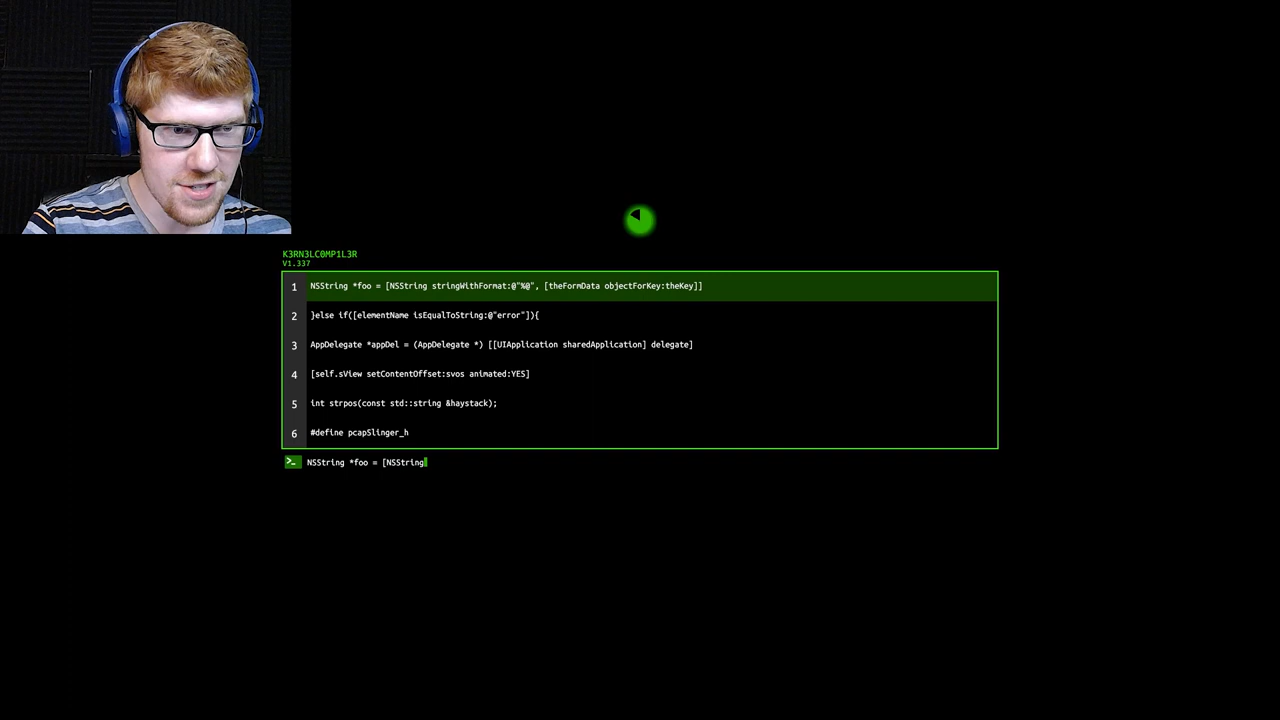 K3RN3LC0MP1L3R
V1.337
1 NSString *foo = [NSString stringWithFormat:@"%@", [theFormData objectForKey:theKey]]
2 }else if([elementName isEqualToString:@"error"]){
3 AppDelegate *appDel = (AppDelegate *) [[UIApplication sharedApplication] delegate]
4 [self.sView setContentOffset:svos animated:YES]
5 int strpos(const std::string &haystack);
6 #define pcapSlinger_h
>_ NSString *foo = [NSString